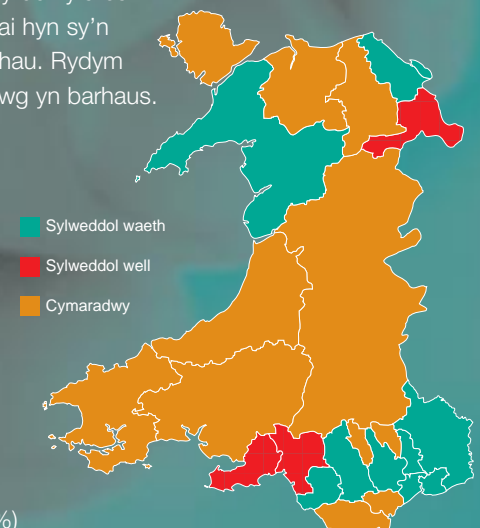 ai hyn sy'n
hau. Rydym
wg yn barhaus.
Sylweddol waeth
Sylweddol well
Cymaradwy
%)